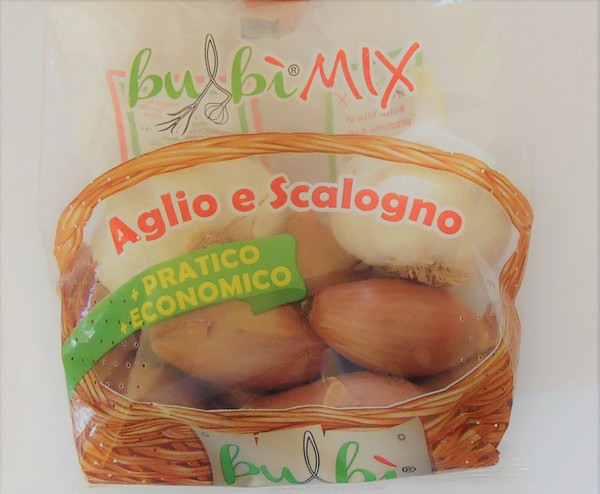 bulbì® MIX
Aglio e Scalogno
+ PRATICO
+ ECONOMICO
bulbì®